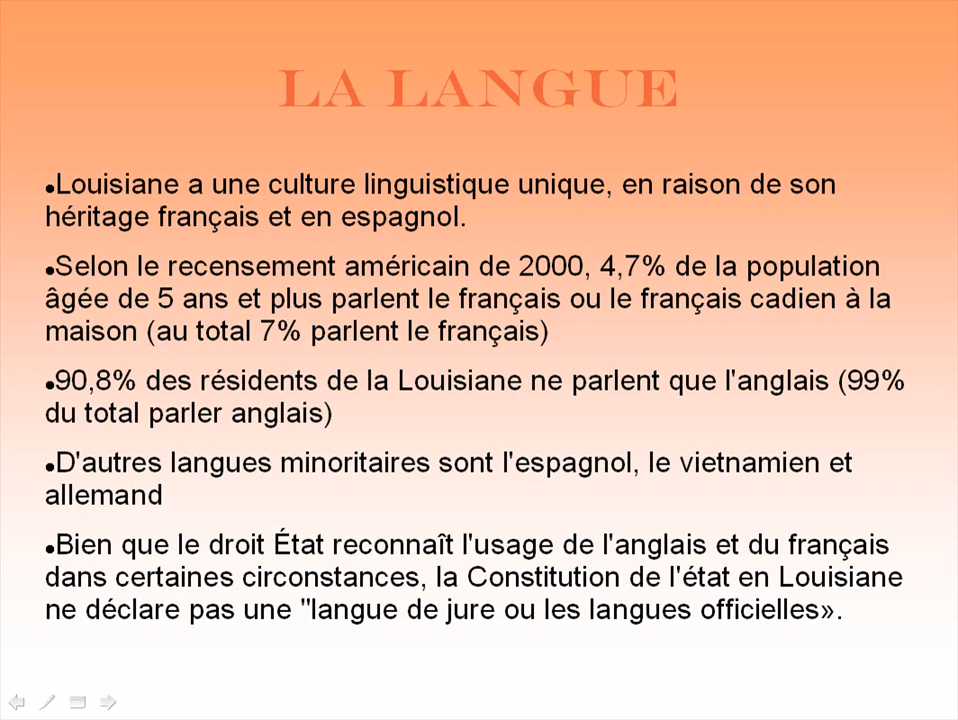 LA LANGUE
●Louisiane a une culture linguistique unique, en raison de son
héritage français et en espagnol.
●Selon le recensement américain de 2000, 4,7% de la population
âgée de 5 ans et plus parlent le français ou le français cadien à la
maison (au total 7% parlent le français)
●90,8% des résidents de la Louisiane ne parlent que l'anglais (99%
du total parler anglais)
●D'autres langues minoritaires sont l'espagnol, le vietnamien et
allemand
●Bien que le droit État reconnaît l'usage de l'anglais et du français
dans certaines circonstances, la Constitution de l'état en Louisiane
ne déclare pas une "langue de jure ou les langues officielles».